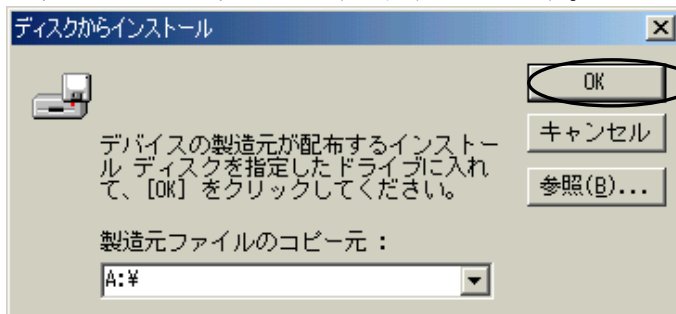 ディスクからインストール
OK
デバイスの製造元が配布するインストー
ル ディスクを指定したドライブに入れ
て、[OK] をクリックしてください。
キャンセル
参照(B)...
製造元ファイルのコピー元：
A:¥